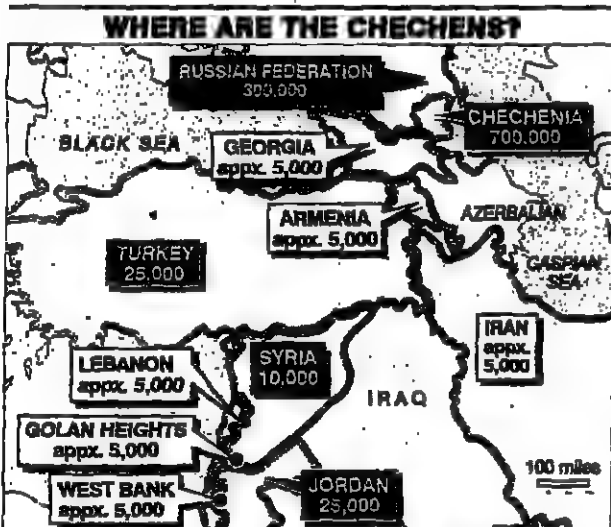 WHERE ARE THE CHECHENS?
RUSSIAN FEDERATION
300,000
BLACK SEA
GEORGIA
appx. 5,000
CHECHENIA
700,000
ARMENIA
appx. 5,000
AZERBAIJAN
TURKEY
25,000
CASPIAN
SEA
LEBANON
appx. 5,000
SYRIA
10,000
IRAQ
IRAN
appx.
5,000
GOLAN HEIGHTS
appx. 5,000
100 miles
WEST BANK
appx. 5,000
JORDAN
25,000